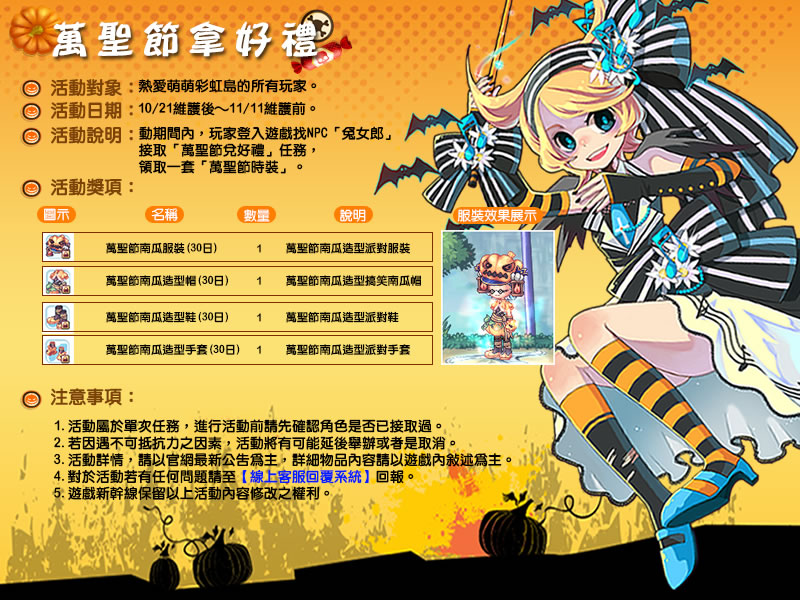 萬聖節拿好禮
活動對象：熱愛萌萌彩虹島的所有玩家。
活動日期：10/21維護後～11/11維護前。
活動說明：動期間內，玩家登入遊戲找NPC「兔女郎」
接取「萬聖節兌好禮」任務，
領取一套「萬聖節時裝」。
活動獎項：
圖示 名稱 數量 說明 服裝效果展示
萬聖節南瓜服裝(30日) 1 萬聖節南瓜造型派對服裝
萬聖節南瓜造型帽(30日) 1 萬聖節南瓜造型搞笑南瓜帽
萬聖節南瓜造型鞋(30日) 1 萬聖節南瓜造型派對鞋
萬聖節南瓜造型手套(30日) 1 萬聖節南瓜造型派對手套
注意事項：
1. 活動屬於單次任務，進行活動前請先確認角色是否已接取過。
2. 若因遇不可抵抗力之因素，活動將有可能延後舉辦或者是取消。
3. 活動詳情，請以官網最新公告為主，詳細物品內容請以遊戲內敘述為主。
4. 對於活動若有任何問題請至【線上客服回覆系統】回報。
5. 遊戲新幹線保留以上活動內容修改之權利。